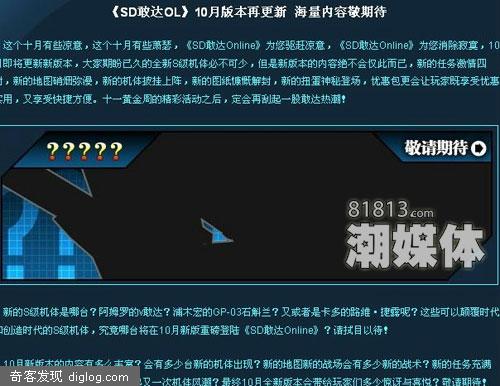 《SD敢达OL》10月版本再更新 海量内容敬期待
这个十月有些凉意，这个十月有些萧瑟，《SD敢达Online》为您驱赶凉意，《SD敢达Online》为您消除寂寞，10
月即将更新新版本，大家期盼已久的全新S级机体必不可少，但是新版本的内容绝不会仅此而已，新的任务激情四
射，新的地图硝烟弥漫，新的机体披挂上阵，新的图纸慷慨解封，新的扭蛋神秘登场，优惠包更会让玩家既享受优惠
实用，又享受快捷方便。十一黄金周的精彩活动之后，定会再刮起一股敢达热潮！
？？？？？
敬请期待
81813.com
潮媒体
新的S级机体是哪台？阿姆罗的v敢达？浦木宏的GP-03石斛兰？又或者是卡多的路维·捷露呢？这些可以颠覆时代
和创造时代的S级机体，究竟哪台将在10月新版重磅登陆《SD敢达Online》？请拭目以待！
10月新版本的内容有多么丰富？会有多少台新的机体出现？新的地图新的战场会有多少新的战术？新的任务充满
又一次机体风潮？最终10月全新版本会带给玩家们多少惊讶与喜悦？敬请期待！
奇客发现 diglog.com